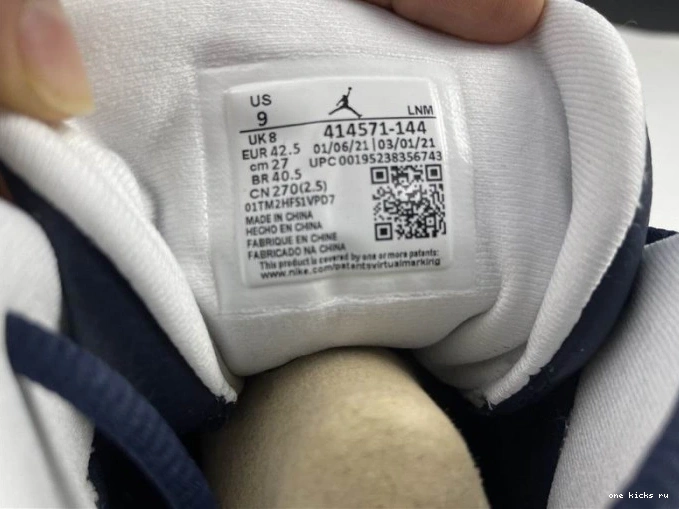 US
9
LNM
UK 8
414571-144
EUR 42.5
01/06/21 | 03/01/21
cm 27
UPC 00195238356743
BR 40.5
CN 270(2.5)
01TM2HFS1VPD7
MADE IN CHINA
HECHO EN CHINA
FABRIQUE EN CHINE
FABRICADO NA CHINA
This product is covered by one or more patents:
www.nike.com/patentsvirtualmarking
one kicks ru